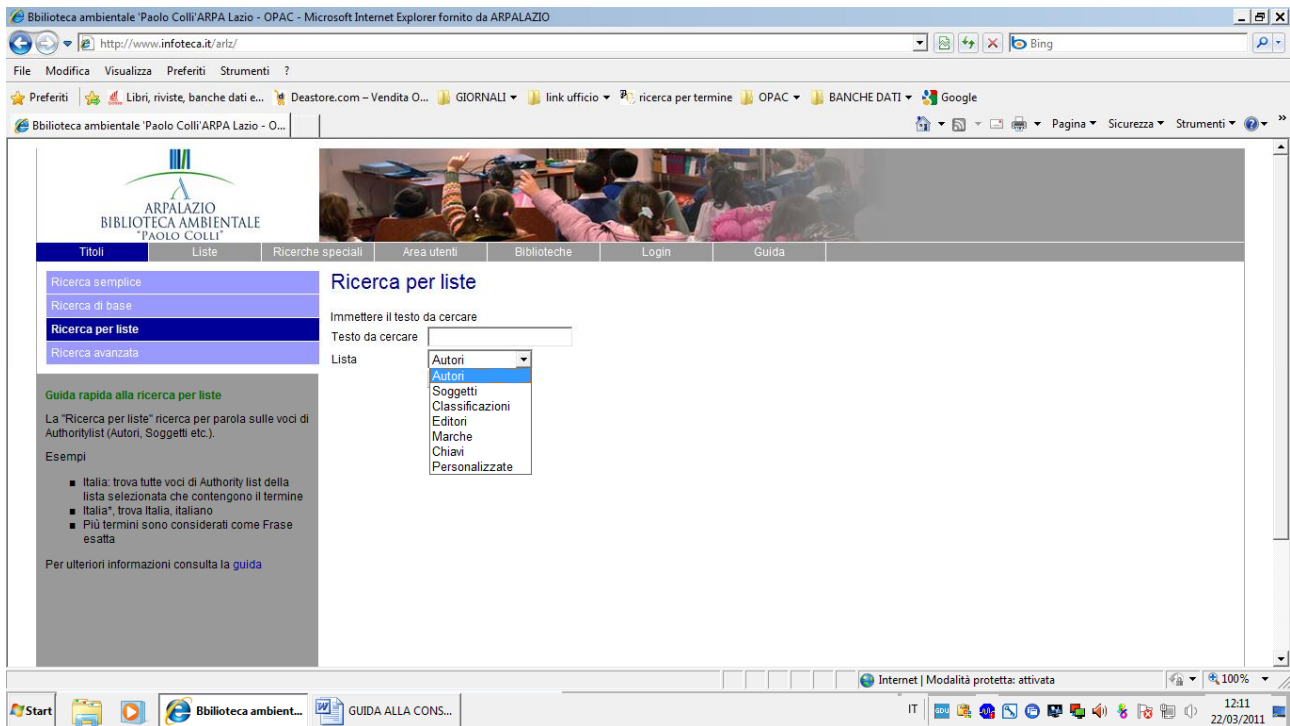 Bbilioteca ambientale 'Paolo Colli'ARPA Lazio - OPAC - Microsoft Internet Explorer fornito da ARPALAZIO
http://www.infoteca.it/arlz/
Bing
File Modifica Visualizza Preferiti Strumenti ?
Preferiti Libri, riviste, banche dati e... Deastore.com – Vendita O... GIORNALI link ufficio ricerca per termine OPAC BANCHE DATI Google
Bbilioteca ambientale 'Paolo Colli'ARPA Lazio - O... Pagina Sicurezza Strumenti »
ARPALAZIO
BIBLIOTECA AMBIENTALE
"PAOLO COLLI"
Titoli Liste Ricerche speciali Area utenti Biblioteche Login Guida
Ricerca semplice
Ricerca di base
Ricerca per liste
Ricerca avanzata
Guida rapida alla ricerca per liste
La "Ricerca per liste" ricerca per parola sulle voci di
Authoritylist (Autori, Soggetti etc.).
Esempi
Italia: trova tutte voci di Authority list della
lista selezionata che contengono il termine
Italia*, trova Italia, italiano
Più termini sono considerati come Frase
esatta
Per ulteriori informazioni consulta la guida
Ricerca per liste
Immettere il testo da cercare
Testo da cercare
Lista Autori
Autori
Soggetti
Classificazioni
Editori
Marche
Chiavi
Personalizzate
Internet | Modalità protetta: attivata 100%
Start Bbilioteca ambient... GUIDA ALLA CONS... IT GDU 12:11
22/03/2011